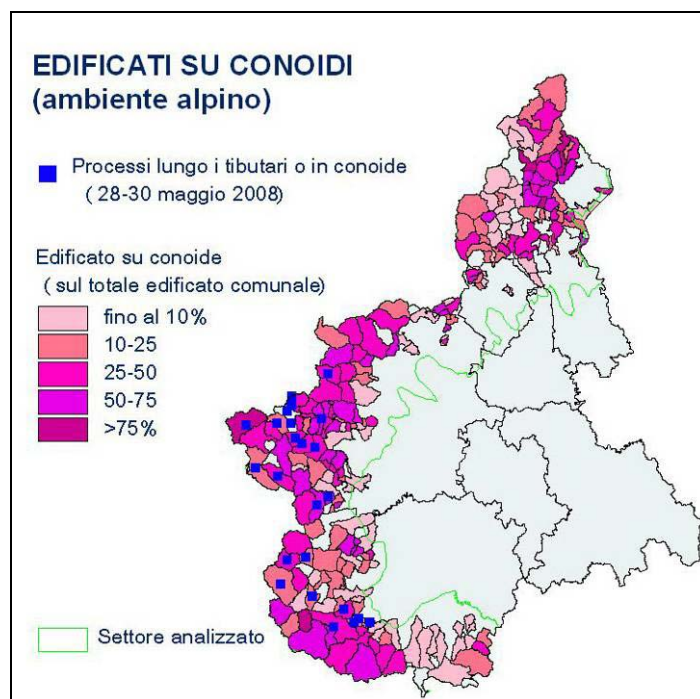 EDIFICATI SU CONOIDI
(ambiente alpino)
Processi lungo i tibutari o in conoide
( 28-30 maggio 2008)
Edificato su conoide
( sul totale edificato comunale)
fino al 10%
10-25
25-50
50-75
>75%
Settore analizzato